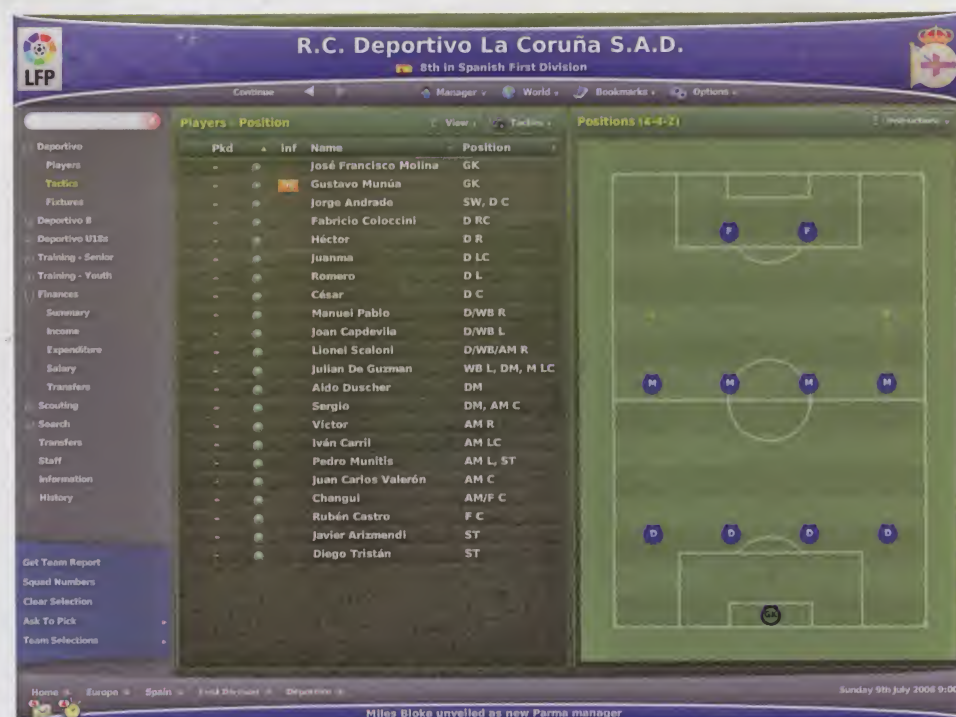 LFP
R.C. Deportivo La Coruña S.A.D.
8th in Spanish First Division
Continue Manager World Bookmarks Options
Players - Position View Tactics Positions (4-4-2) Instructions
Pkd inf Name Position
- José Francisco Molina GK
- Gustavo Munúa GK
- Jorge Andrade SW, D C
- Fabricio Coloccini D RC
- Héctor D R
- Juanma D LC
- Romero D L
- César D C
- Manuel Pablo D/WB R
- Joan Capdevila D/WB L
- Lionel Scaloni D/WB/AM R
- Julian De Guzman WB L, DM, M LC
- Aldo Duscher DM
- Sergio DM, AM C
- Víctor AM R
- Iván Carril AM LC
- Pedro Munitis AM L, ST
- Juan Carlos Valerón AM C
- Changui AM/F C
- Rubén Castro F C
- Javier Arizmendi ST
- Diego Tristán ST
Deportivo
Players
Tactics
Fixtures
Deportivo B
Deportivo U18s
Training - Senior
Training - Youth
Finances
Summary
Income
Expenditure
Salary
Transfers
Scouting
Search
Transfers
Staff
Information
History
Get Team Report
Squad Numbers
Clear Selection
Ask To Pick
Team Selections
F F
M M M M
D D D D
GK
Home Europe Spain First Division Deportivo
Sunday 9th July 2006 9:00
Miles Bloke unveiled as new Parma manager